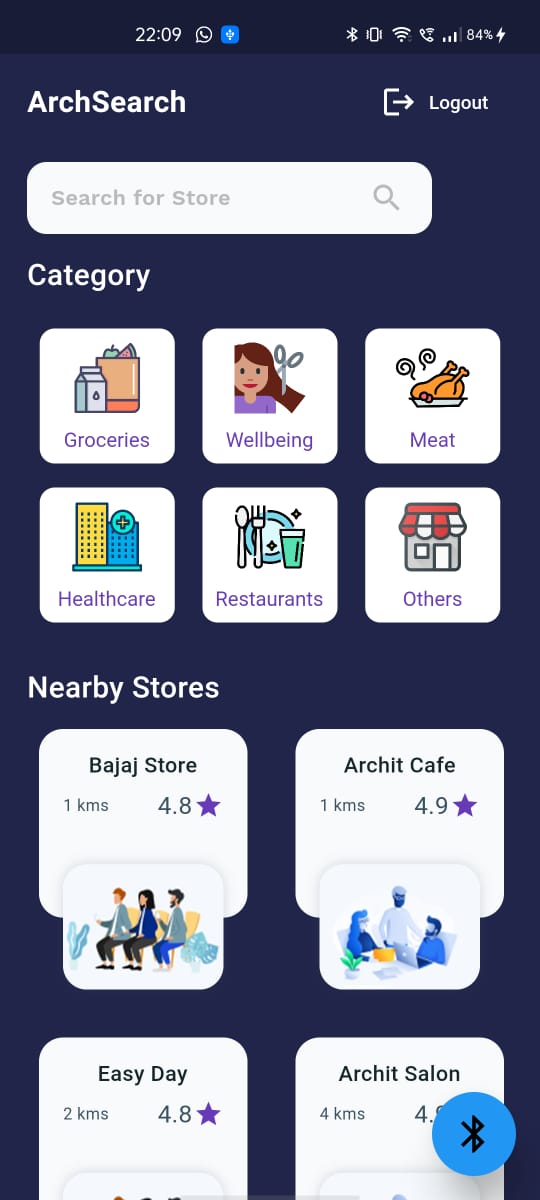 22:09 84%
ArchSearch Logout
Search for Store
Category
Groceries Wellbeing Meat
Healthcare Restaurants Others
Nearby Stores
Bajaj Store Archit Cafe
1 kms 4.8 1 kms 4.9
Easy Day Archit Salon
2 kms 4.8 4 kms 4.